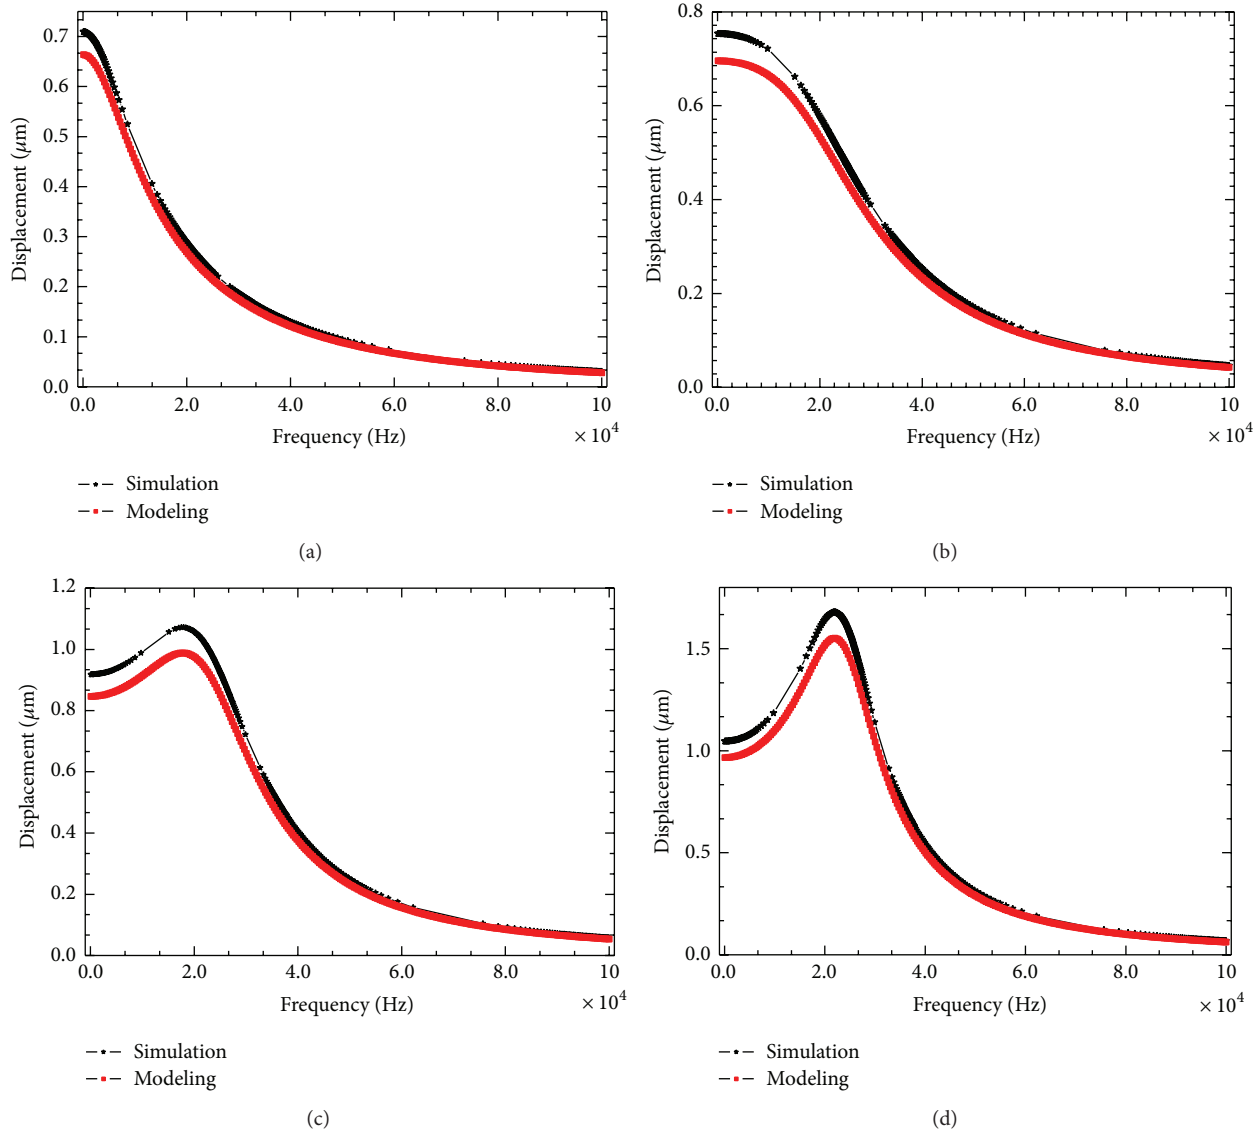 0.7
0.6
0.5
0.4
0.3
0.2
0.1
0.0
Displacement (μm)
0.0 2.0 4.0 6.0 8.0 10
Frequency (Hz)
× 10⁴
Simulation
Modeling
(a)
0.8
0.6
0.4
0.2
0.0
Displacement (μm)
0.0 2.0 4.0 6.0 8.0 10
Frequency (Hz)
× 10⁴
Simulation
Modeling
(b)
1.2
1.0
0.8
0.6
0.4
0.2
0.0
Displacement (μm)
0.0 2.0 4.0 6.0 8.0 10
Frequency (Hz)
× 10⁴
Simulation
Modeling
(c)
1.5
1.0
0.5
0.0
Displacement (μm)
0.0 2.0 4.0 6.0 8.0 10
Frequency (Hz)
× 10⁴
Simulation
Modeling
(d)